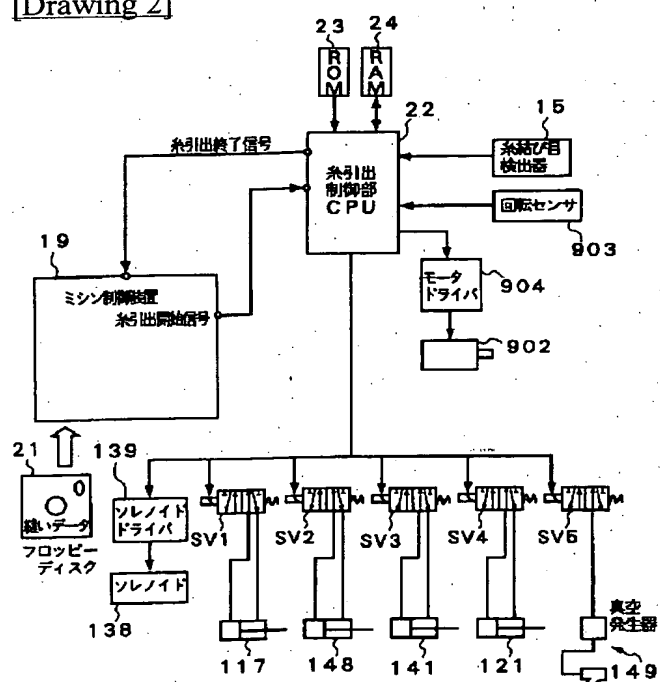 [Drawing 2]
23
24
ROM
RAM
22
15
糸引出終了信号
糸引出
制御部
CPU
糸結び目
検出器
回転センサ
903
19
ミシン制御装置
糸引出開始信号
モータ
ドライバ
904
902
21
縫いデータ
フロッピー
ディスク
139
ソレノイド
ドライバ
ソレノイド
138
SV1
SV2
SV3
SV4
SV5
真空
発生器
117
148
141
121
149